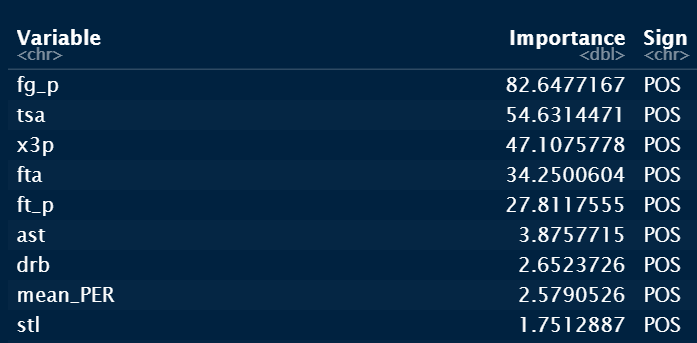 Variable Importance Sign
<chr> <dbl> <chr>
fg_p 82.6477167 POS
tsa 54.6314471 POS
x3p 47.1075778 POS
fta 34.2500604 POS
ft_p 27.8117555 POS
ast 3.8757715 POS
drb 2.6523726 POS
mean_PER 2.5790526 POS
stl 1.7512887 POS